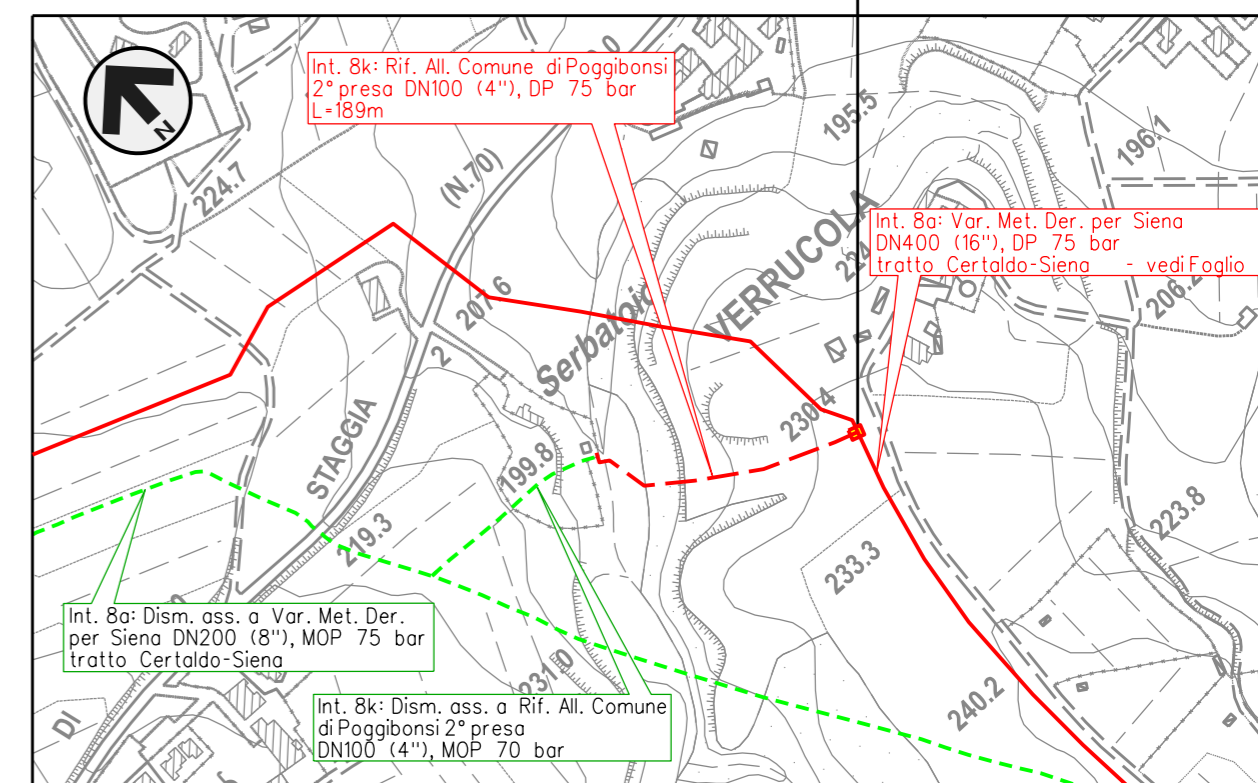 N
Int. 8k: Rif. All. Comune di Poggibonsi
2° presa DN100 (4"), DP 75 bar
L=189m
224.7
(N.70)
195.5
196.1
Int. 8a: Var. Met. Der. per Siena
DN400 (16"), DP 75 bar
tratto Certaldo-Siena - vedi Foglio
VERRUCOLA
206.2
207.6
2
Serbatoio
230.4
STAGGIA
199.8
219.3
223.8
233.3
Int. 8a: Dism. ass. a Var. Met. Der.
per Siena DN200 (8"), MOP 75 bar
tratto Certaldo-Siena
231.0
240.2
Int. 8k: Dism. ass. a Rif. All. Comune
di Poggibonsi 2° presa
DN100 (4"), MOP 70 bar
DI